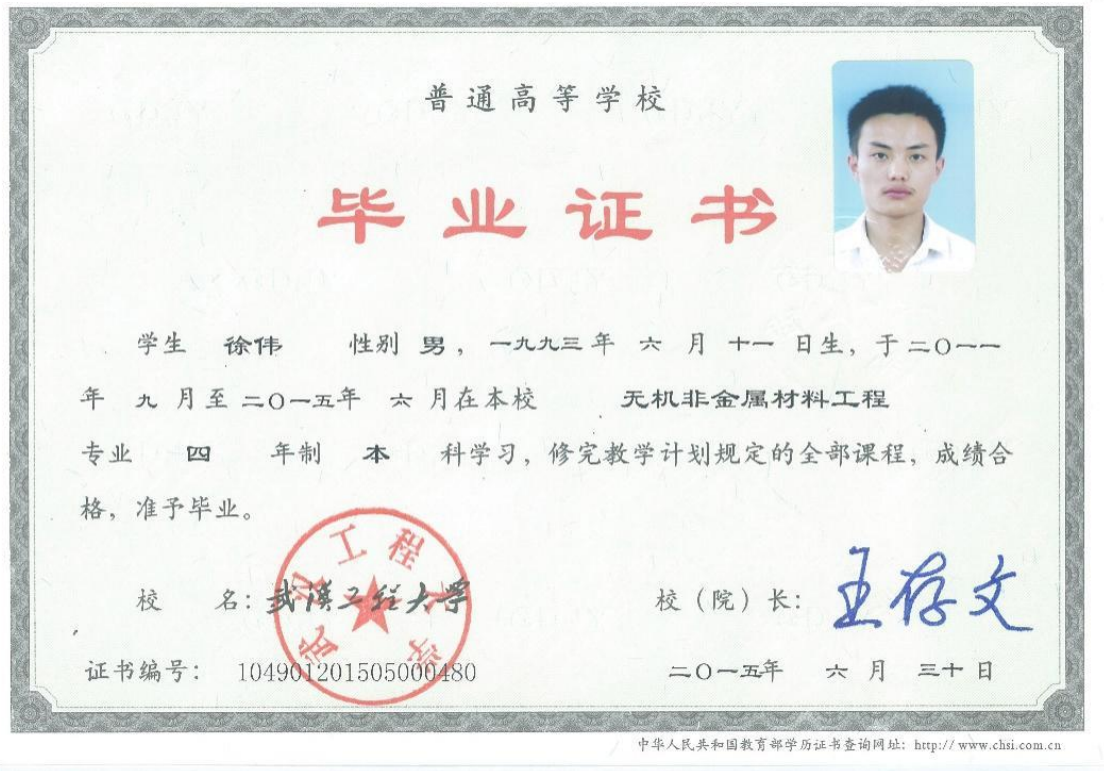 普通高等学校
毕业证书
学生 徐伟 性别 男，一九九三年 六 月 十一 日生，于二〇一一
年 九 月至二〇一五年 六 月在本校 无机非金属材料工程
专业 四 年制 本 科学习，修完教学计划规定的全部课程，成绩合
格，准予毕业。
武汉工程大学
校 名：武汉工程大学 校（院）长：王存文
证书编号： 104901201505000480 二〇一五年 六 月 三十 日
中华人民共和国教育部学历证书查询网址：http:// www.chsi.com.cn